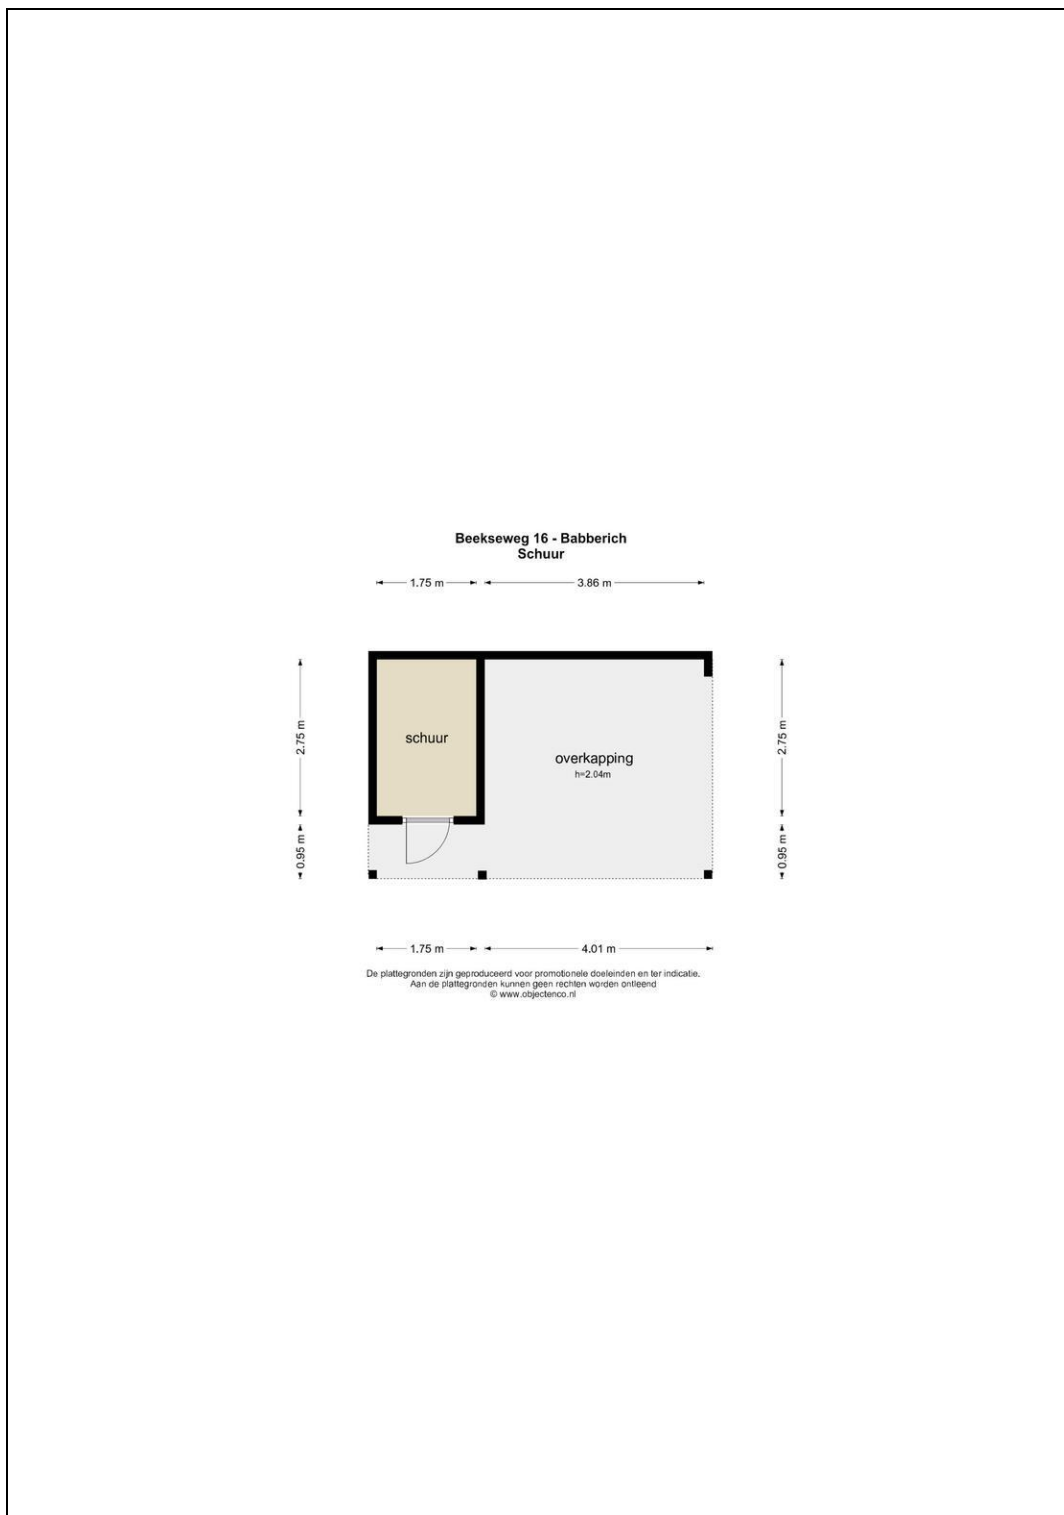 Beekseweg 16 - Babberich
Schuur
1.75 m
3.86 m
2.75 m
2.75 m
schuur
overkapping
h=2.04m
0.95 m
0.95 m
1.75 m
4.01 m
De plattegronden zijn geproduceerd voor promotionele doeleinden en ter indicatie.
Aan de plattegronden kunnen geen rechten worden ontleend
© www.objectenco.nl